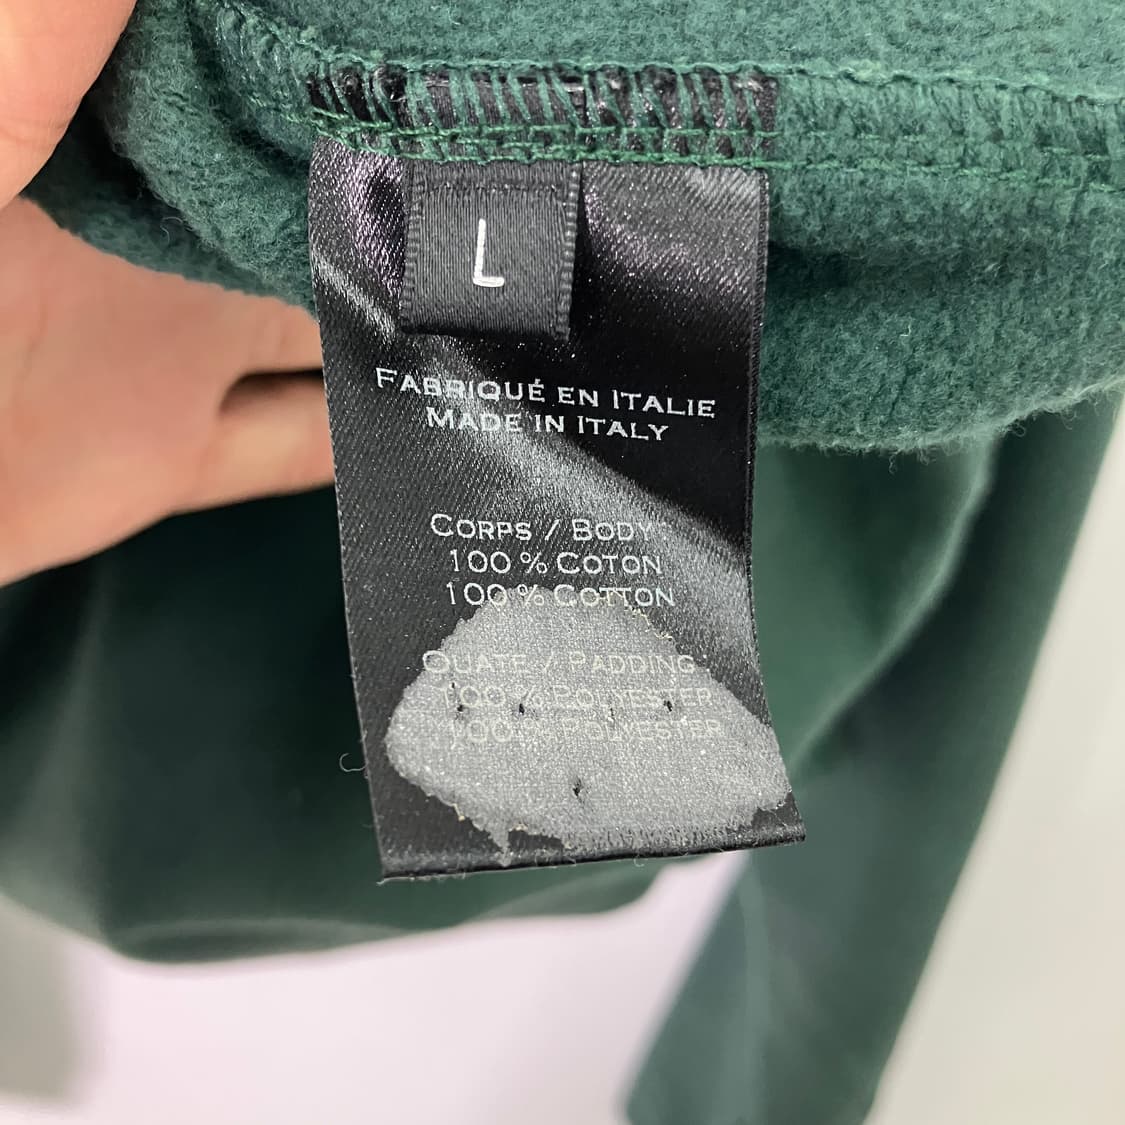 L
FABRIQUÉ EN ITALIE
MADE IN ITALY
CORPS / BODY
100 % COTON
100 % COTTON
OUATE / PADDING
100 % POLYESTER
100 % POLYESTER